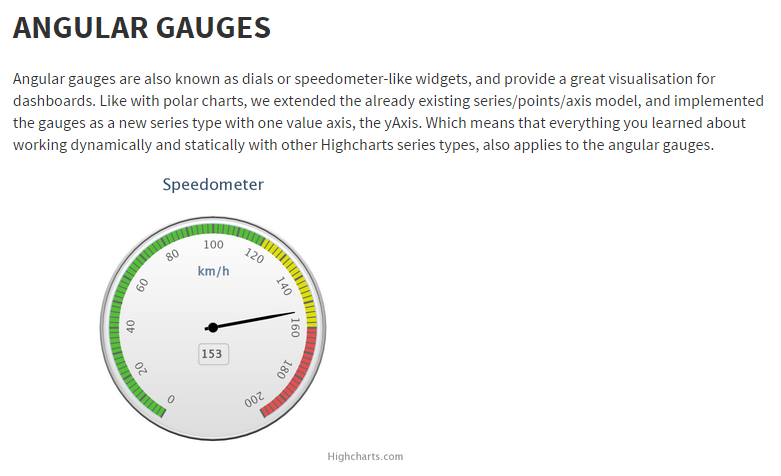 ANGULAR GAUGES
Angular gauges are also known as dials or speedometer-like widgets, and provide a great visualisation for
dashboards. Like with polar charts, we extended the already existing series/points/axis model, and implemented
the gauges as a new series type with one value axis, the yAxis. Which means that everything you learned about
working dynamically and statically with other Highcharts series types, also applies to the angular gauges.
Speedometer
0
20
40
60
80
100
120
140
160
180
200
km/h
153
Highcharts.com